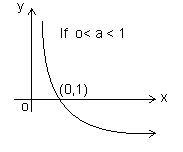 y
If o< a < 1
(0,1)
x
o